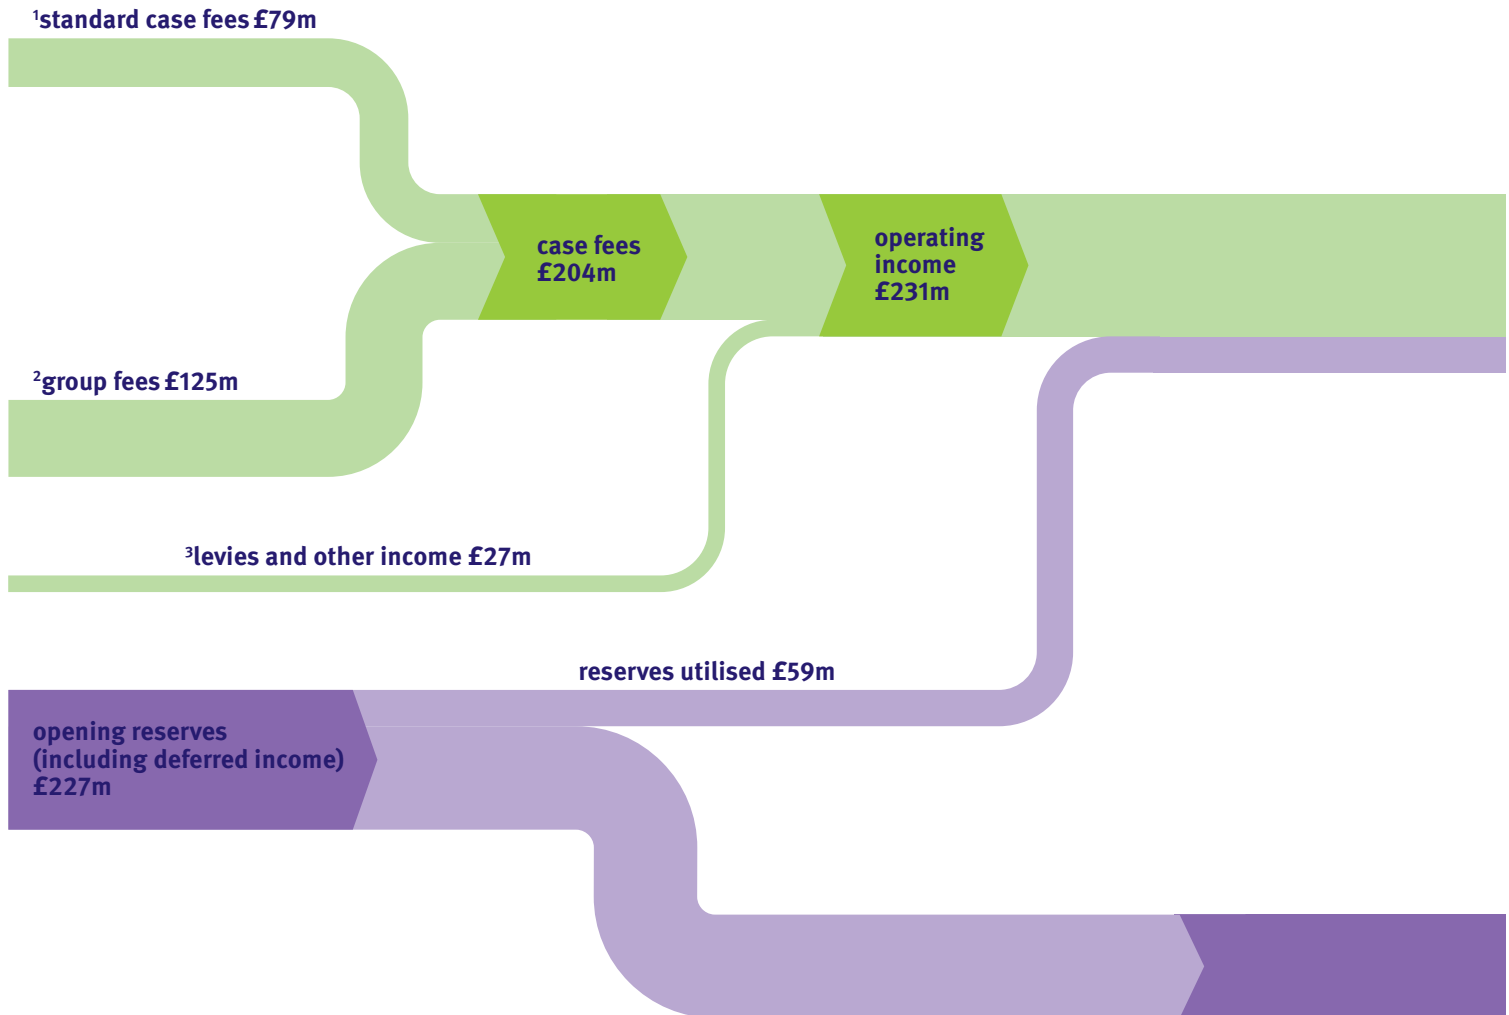 ¹standard case fees £79m
case fees
£204m
operating
income
£231m
²group fees £125m
³levies and other income £27m
reserves utilised £59m
opening reserves
(including deferred income)
£227m